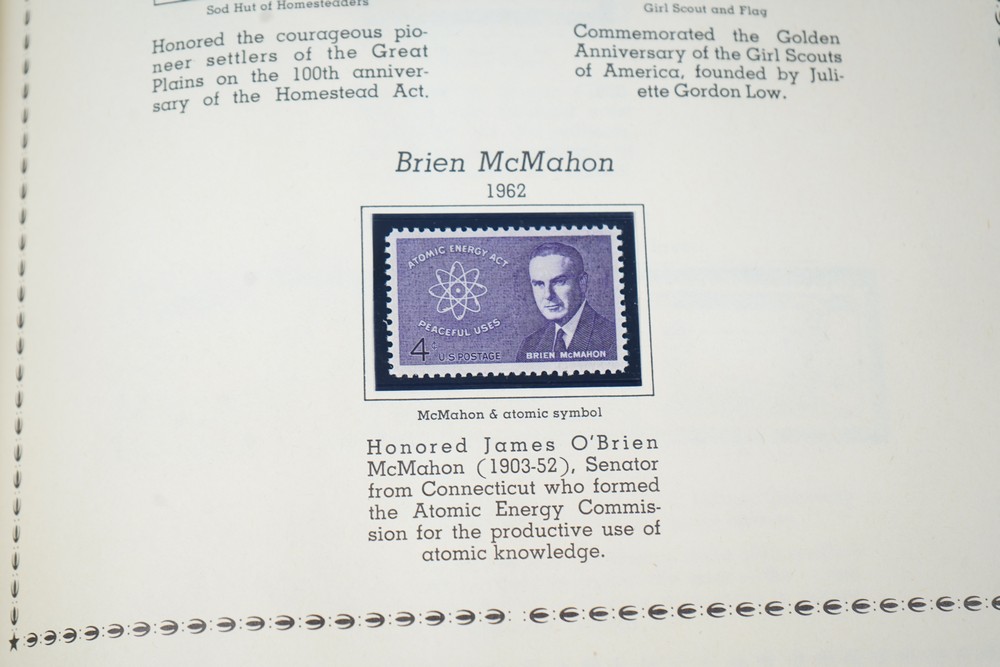 Sod Hut of Homesteaders
Honored the courageous pio-
neer settlers of the Great
Plains on the 100th anniver-
sary of the Homestead Act.
Girl Scout and Flag
Commemorated the Golden
Anniversary of the Girl Scouts
of America, founded by Juli-
ette Gordon Low.
Brien McMahon
1962
ATOMIC ENERGY ACT
PEACEFUL USES
4¢ U.S. POSTAGE
BRIEN McMAHON
McMahon & atomic symbol
Honored James O'Brien
McMahon (1903-52), Senator
from Connecticut who formed
the Atomic Energy Commis-
sion for the productive use of
atomic knowledge.